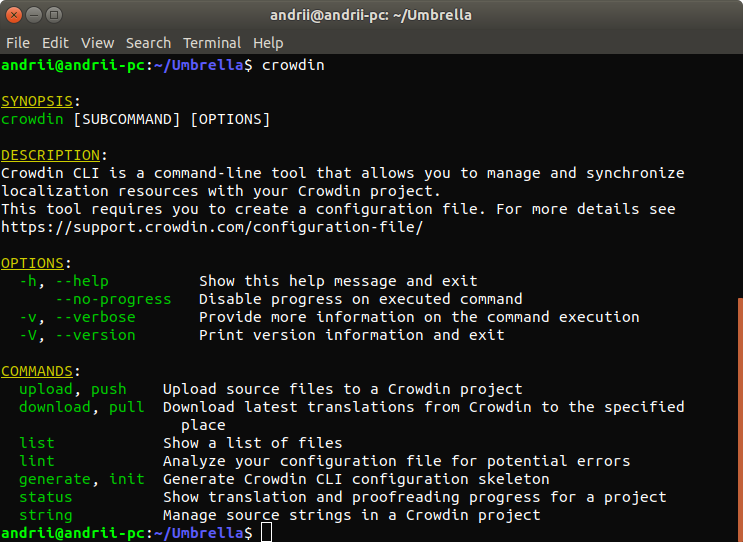 andrii@andrii-pc: ~/Umbrella
File Edit View Search Terminal Help
andrii@andrii-pc:~/Umbrella$ crowdin
SYNOPSIS:
crowdin [SUBCOMMAND] [OPTIONS]
DESCRIPTION:
Crowdin CLI is a command-line tool that allows you to manage and synchronize
localization resources with your Crowdin project.
This tool requires you to create a configuration file. For more details see
https://support.crowdin.com/configuration-file/
OPTIONS:
-h, --help Show this help message and exit
--no-progress Disable progress on executed command
-v, --verbose Provide more information on the command execution
-V, --version Print version information and exit
COMMANDS:
upload, push Upload source files to a Crowdin project
download, pull Download latest translations from Crowdin to the specified
place
list Show a list of files
lint Analyze your configuration file for potential errors
generate, init Generate Crowdin CLI configuration skeleton
status Show translation and proofreading progress for a project
string Manage source strings in a Crowdin project
andrii@andrii-pc:~/Umbrella$